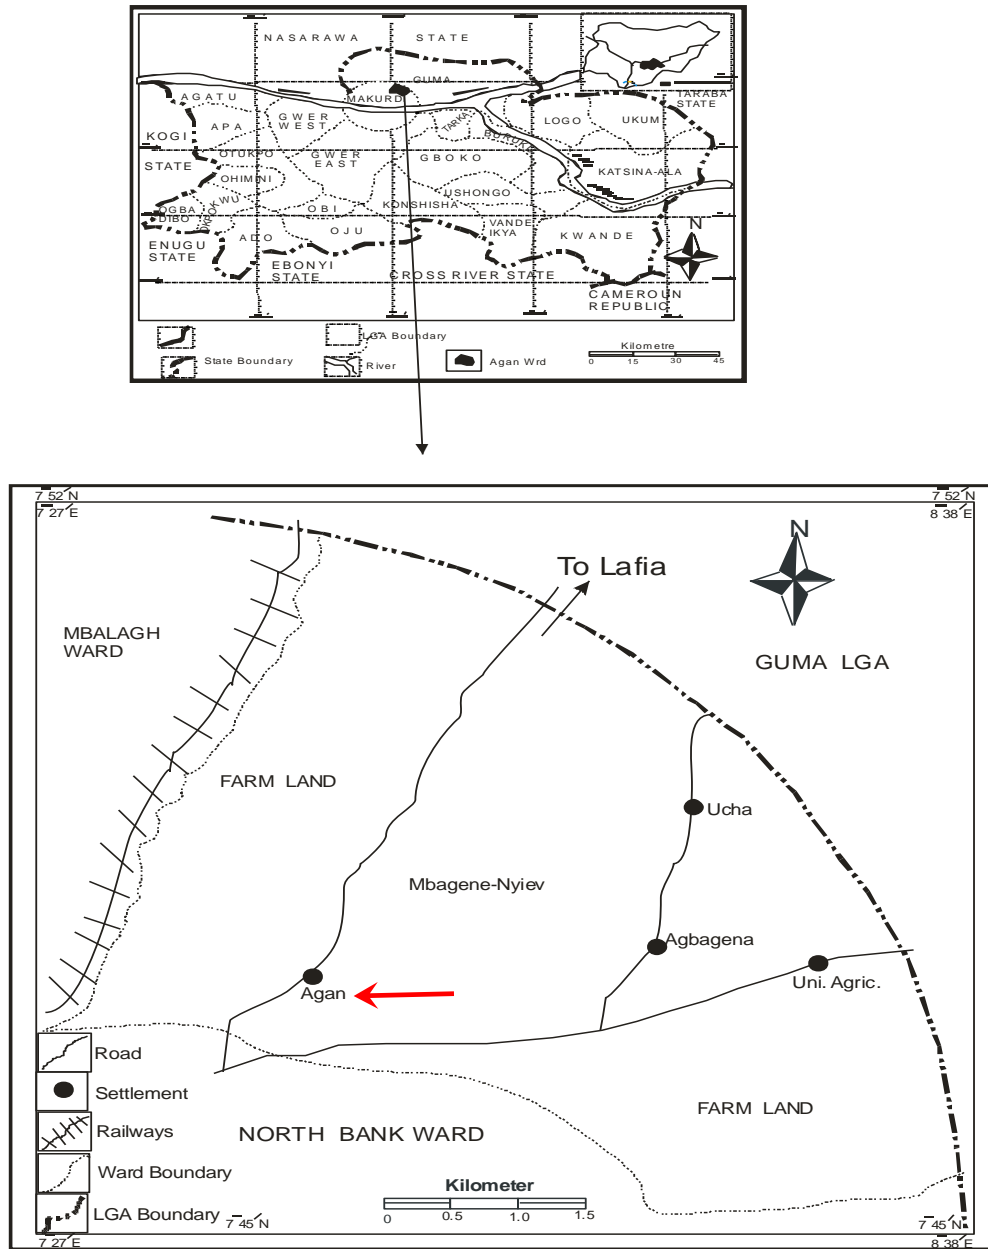 NASARAWA STATE
GUMA
TARABA
STATE
AGATU
MAKURD
LOGO
UKUM
APA
GWER
WEST
TARKA
BURUKU
KOGI
STATE
OTUKPO
GWER
EAST
GBOKO
KATSINA-ALA
OHIMINI
USHONGO
OGBA
DIBO
OKPOKWU
OBI
KONSHISHA
ADO
OJU
VANDE
IKYA
KWANDE
N
ENUGU
STATE
EBONYI
STATE
CROSS RIVER STATE
CAMEROUN
REPUBLIC
LGA Boundary
State Boundary
River
Agan Wrd
Kilometre
0 15 30 45
7 52 N
7 27 E
7 52 N
8 38 E
N
To Lafia
MBALAGH
WARD
GUMA LGA
FARM LAND
Ucha
Mbagene-Nyiev
Agbagena
Uni. Agric.
Agan
Road
Settlement
Railways
Ward Boundary
LGA Boundary
NORTH BANK WARD
FARM LAND
Kilometer
0 0.5 1.0 1.5
7 45 N
7 27 E
7 45 N
8 38 E